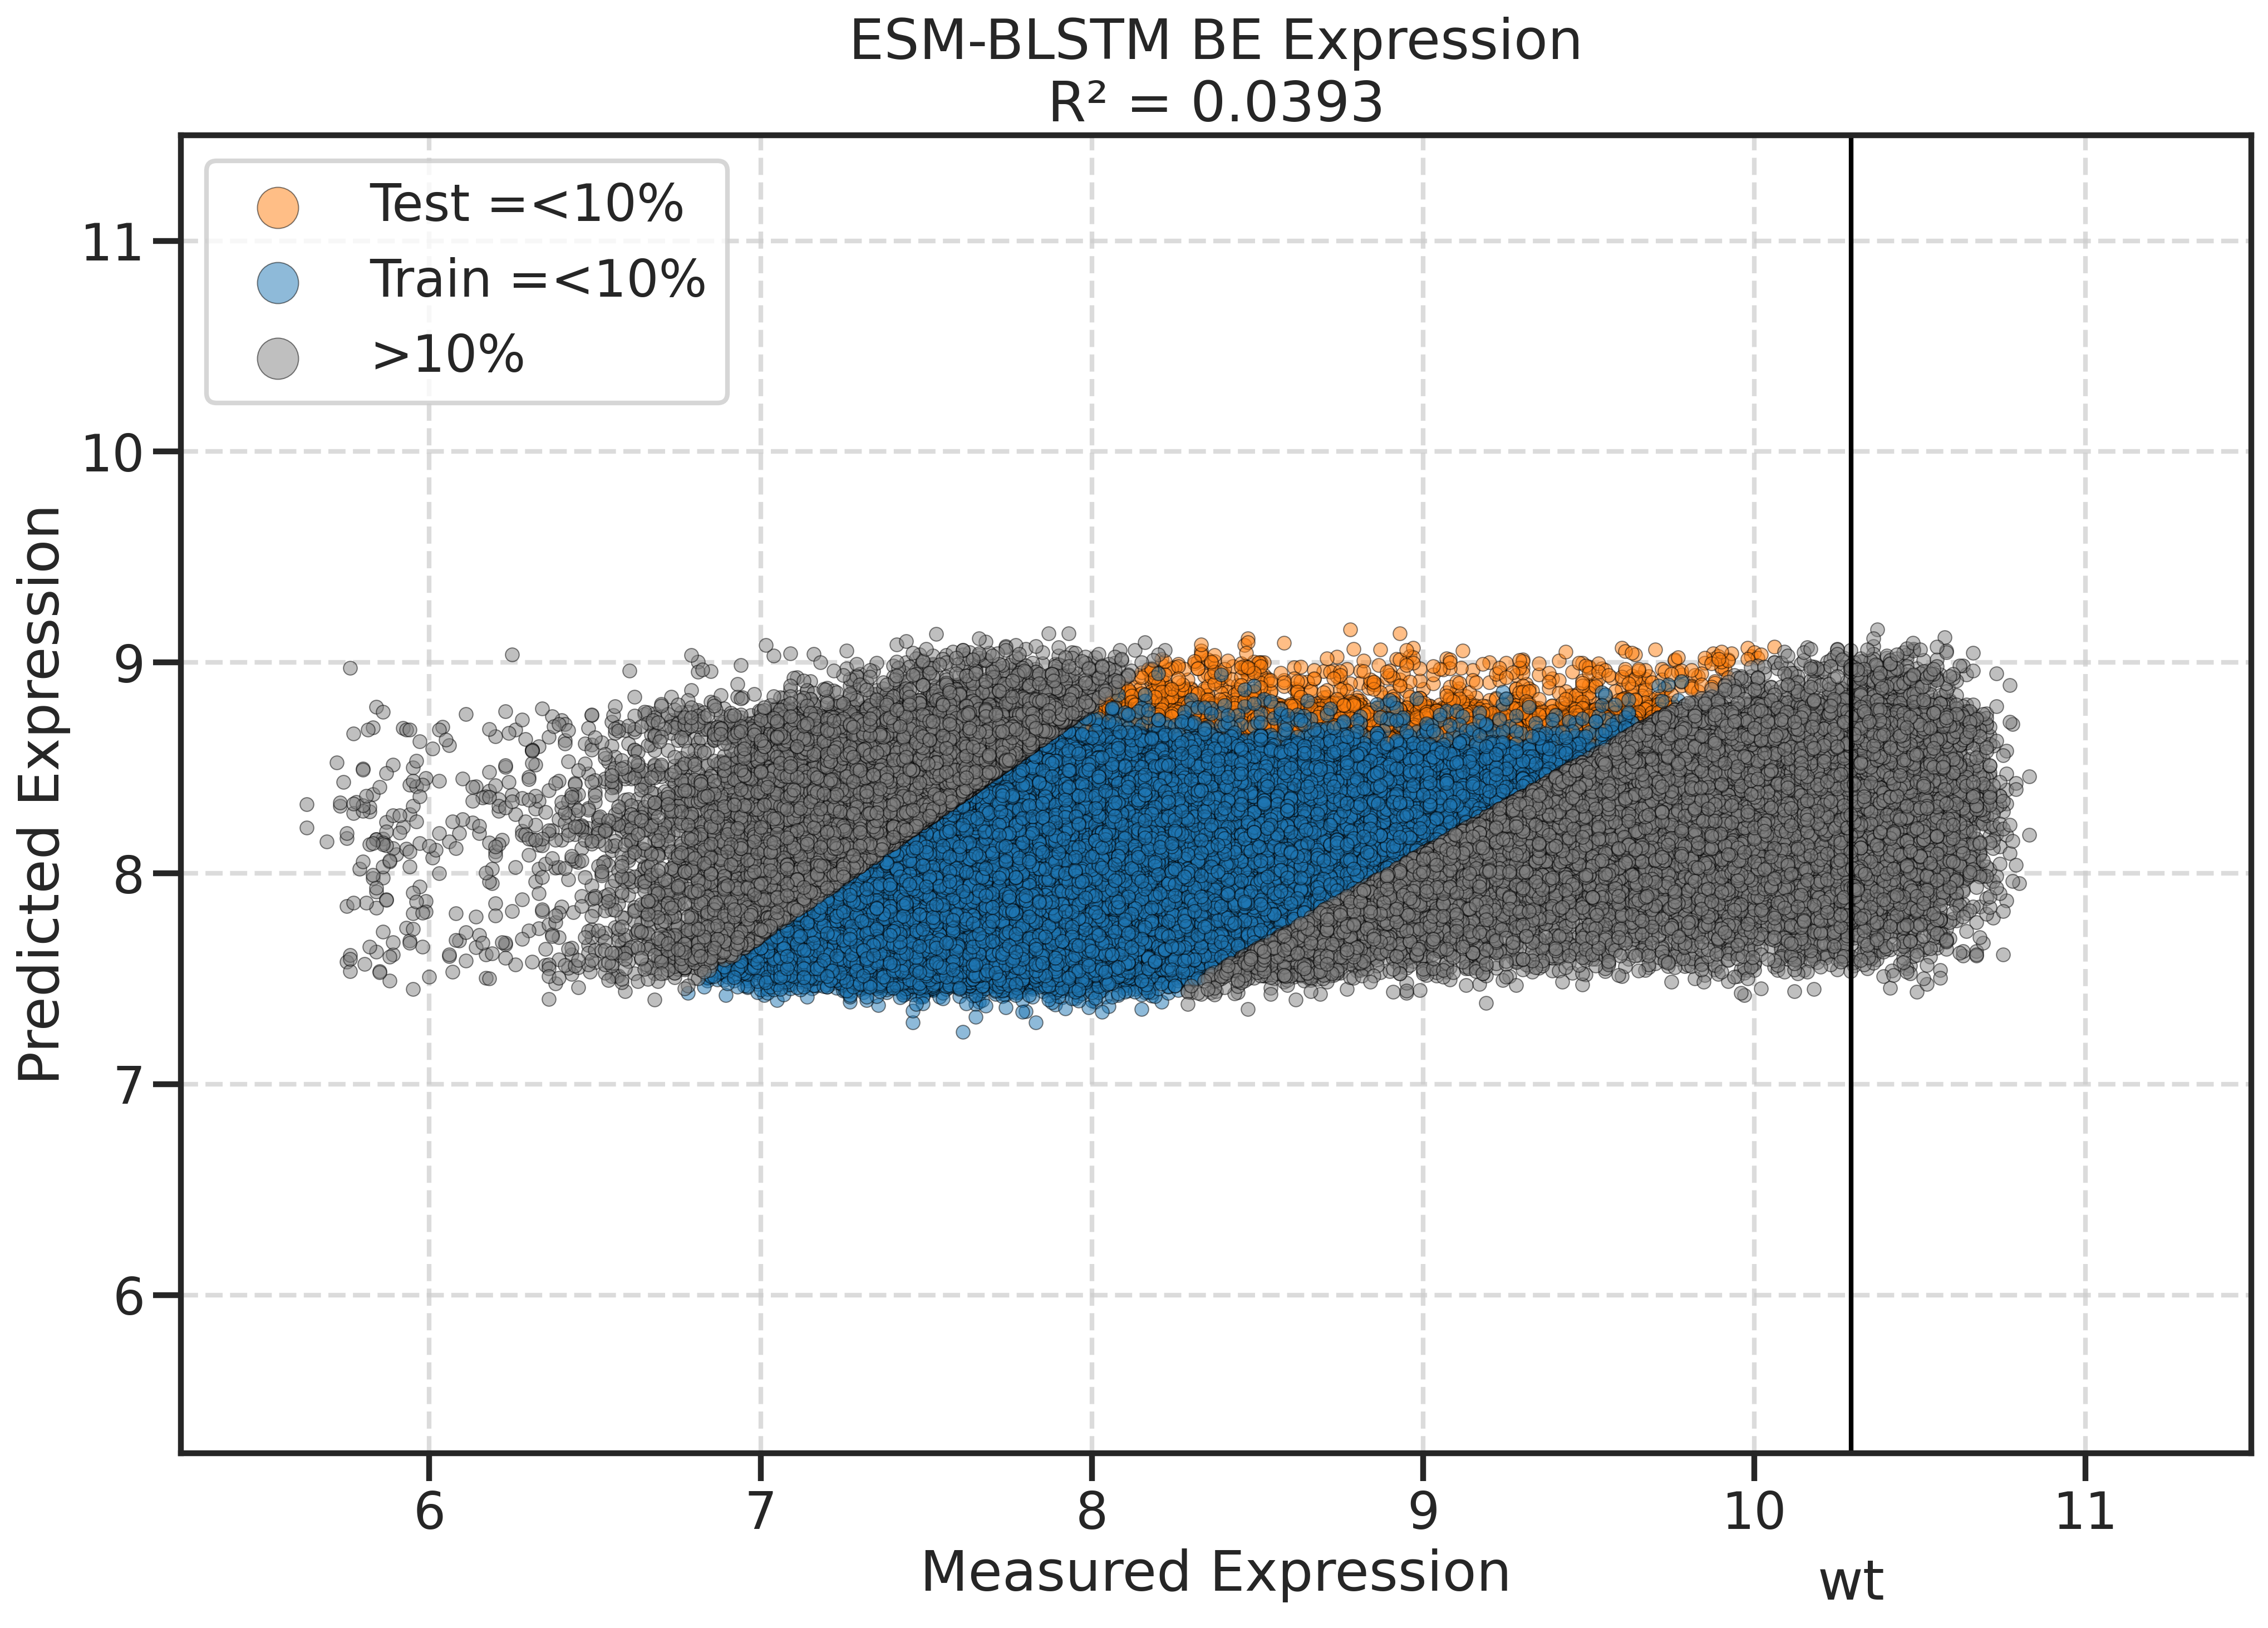 ESM-BLSTM BE Expression
R² = 0.0393
Test =<10%
Train =<10%
>10%
11
10
9
8
7
6
Predicted Expression
6
7
8
9
10
11
Measured Expression
wt